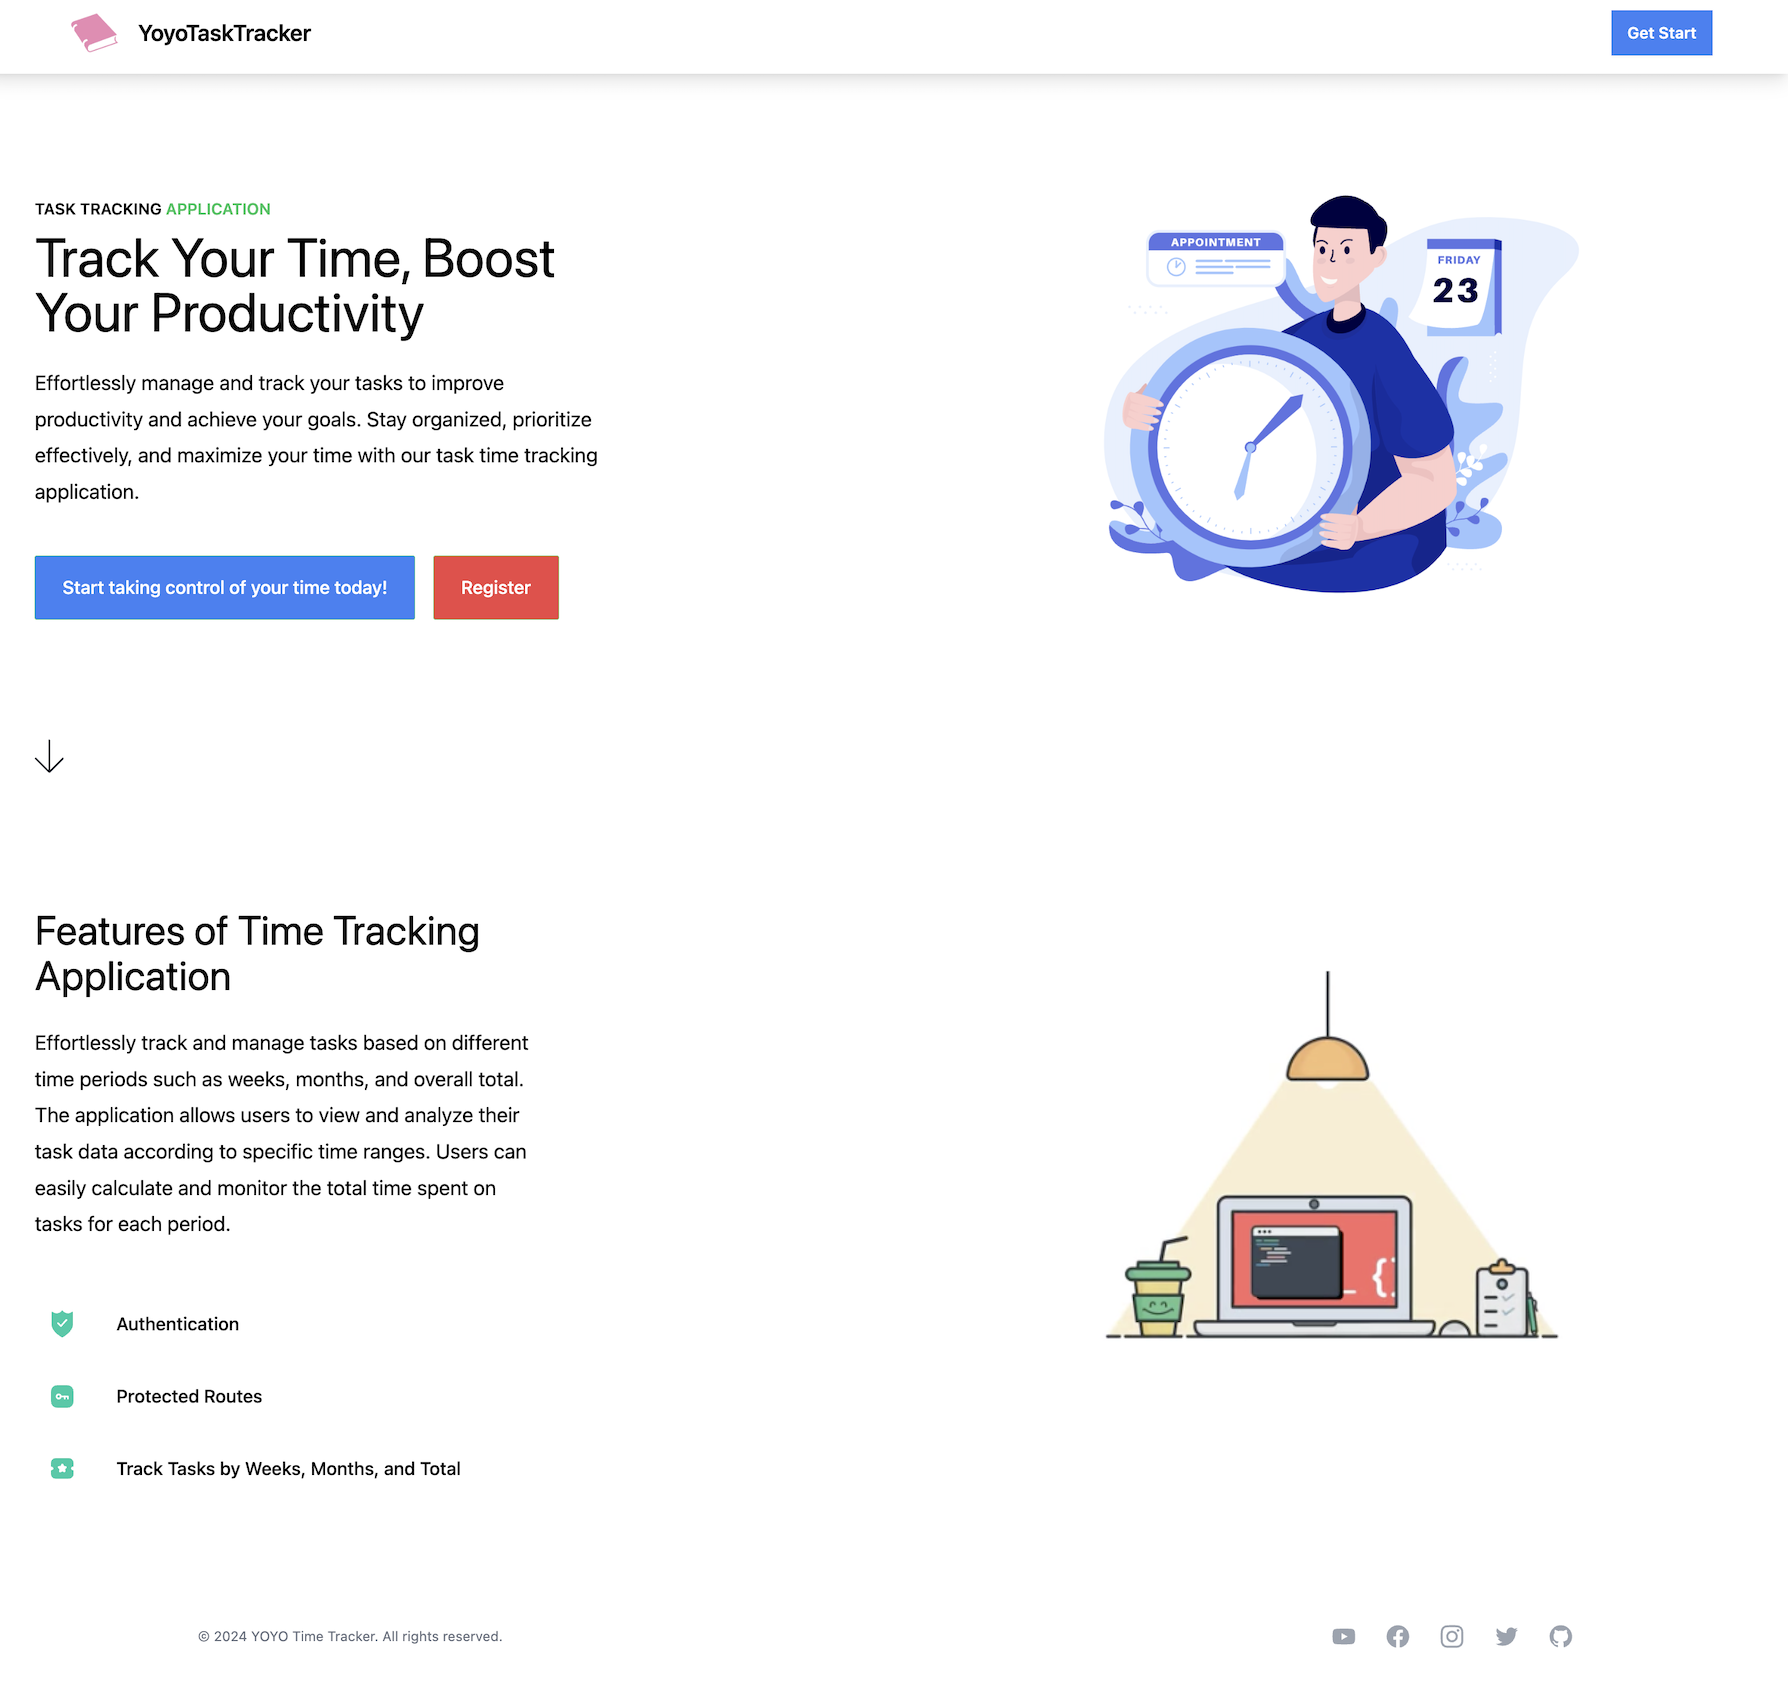 YoyoTaskTracker
Get Start
TASK TRACKING APPLICATION
Track Your Time, Boost
Your Productivity
Effortlessly manage and track your tasks to improve
productivity and achieve your goals. Stay organized, prioritize
effectively, and maximize your time with our task time tracking
application.
Start taking control of your time today!
Register
APPOINTMENT
FRIDAY
23
Features of Time Tracking
Application
Effortlessly track and manage tasks based on different
time periods such as weeks, months, and overall total.
The application allows users to view and analyze their
task data according to specific time ranges. Users can
easily calculate and monitor the total time spent on
tasks for each period.
Authentication
Protected Routes
Track Tasks by Weeks, Months, and Total
_ {:
© 2024 YOYO Time Tracker. All rights reserved.